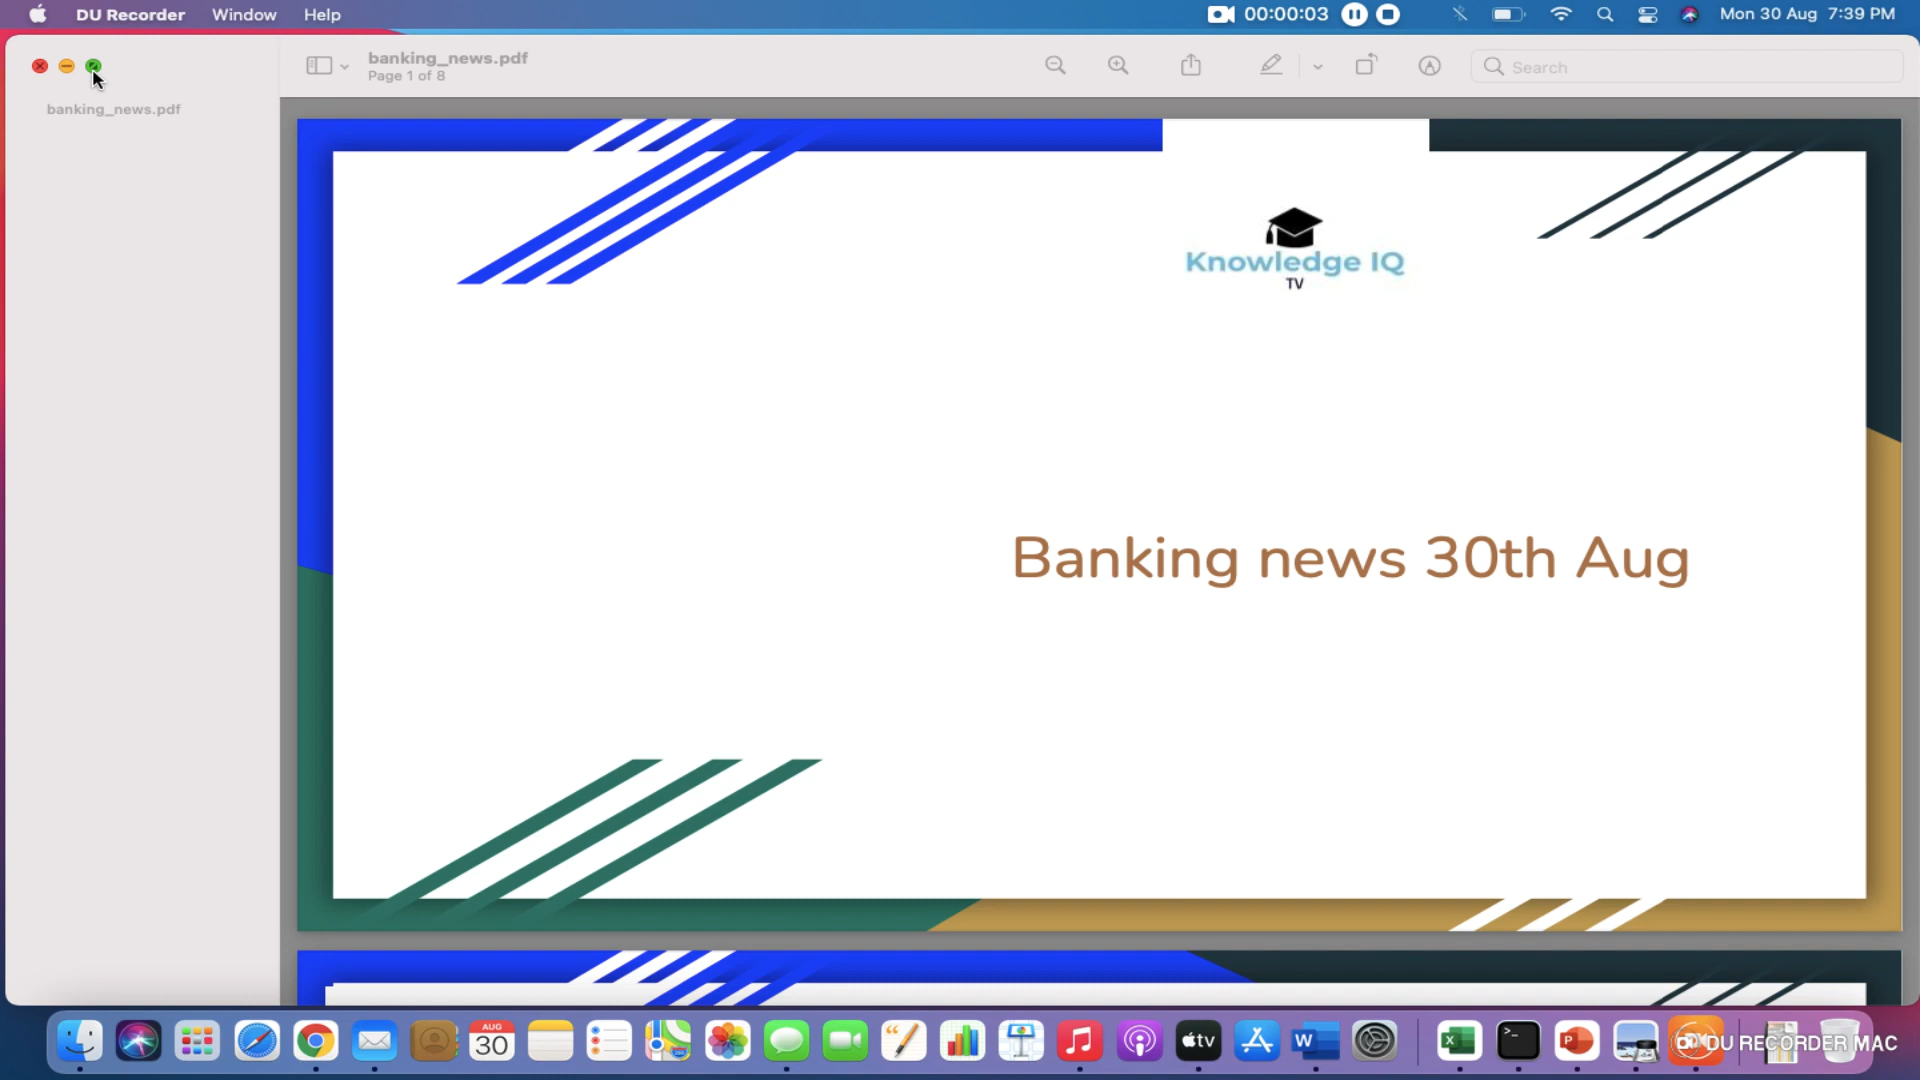 DU Recorder Window Help 00:00:03 Mon 30 Aug 7:39 PM
banking_news.pdf
Page 1 of 8
Search
banking_news.pdf
Knowledge IQ
TV
Banking news 30th Aug
AUG
30
tv
W
X
>_
P
DU RECORDER MAC